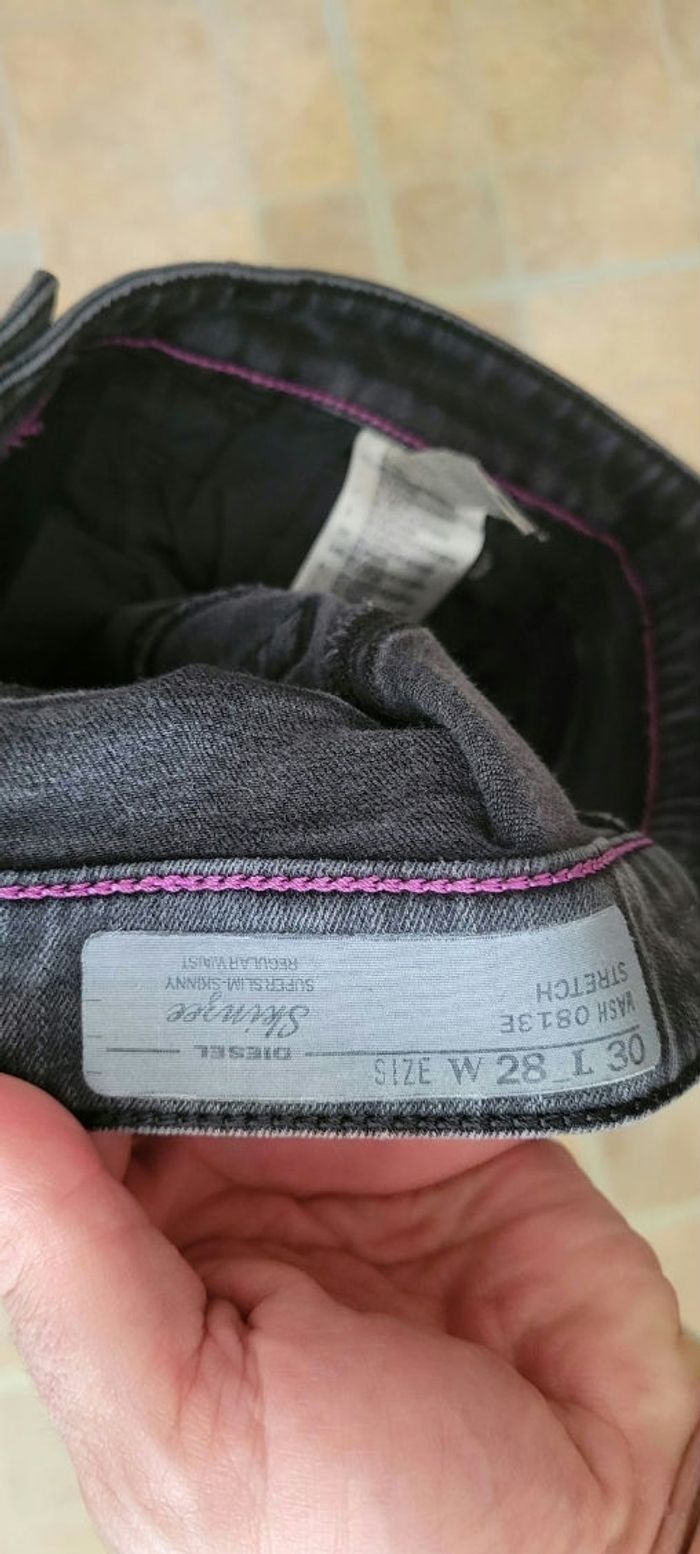 SIZE W 28 L 30
DIESEL
Skinzee
SUPER SLIM-SKINNY
REGULAR WAIST
WASH 0813E
STRETCH